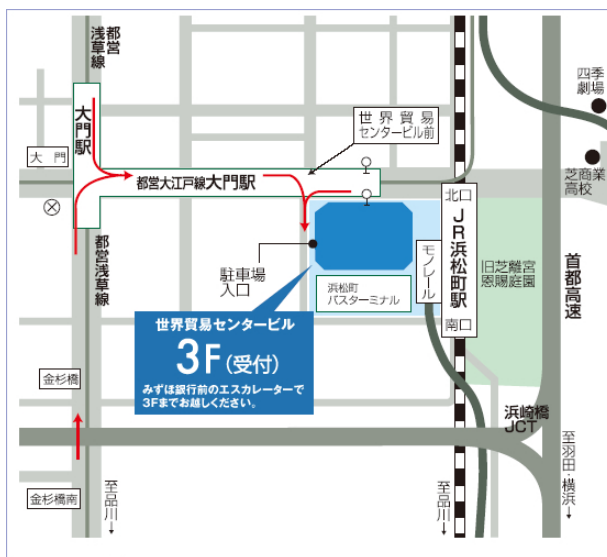 都営
浅草線
大門駅
大門
都営大江戸線大門駅
世界貿易
センタービル前
四季
劇場
芝商業
高校
北口
JR浜松町駅
南口
モノレール
旧芝離宮
恩賜庭園
首都高速
都営浅草線
駐車場
入口
浜松町
バスターミナル
世界貿易センタービル
3F(受付)
みずほ銀行前のエスカレーターで
3Fまでお越しください。
金杉橋
浜崎橋
JCT
金杉橋南
至品川→
至品川→
至羽田・横浜→